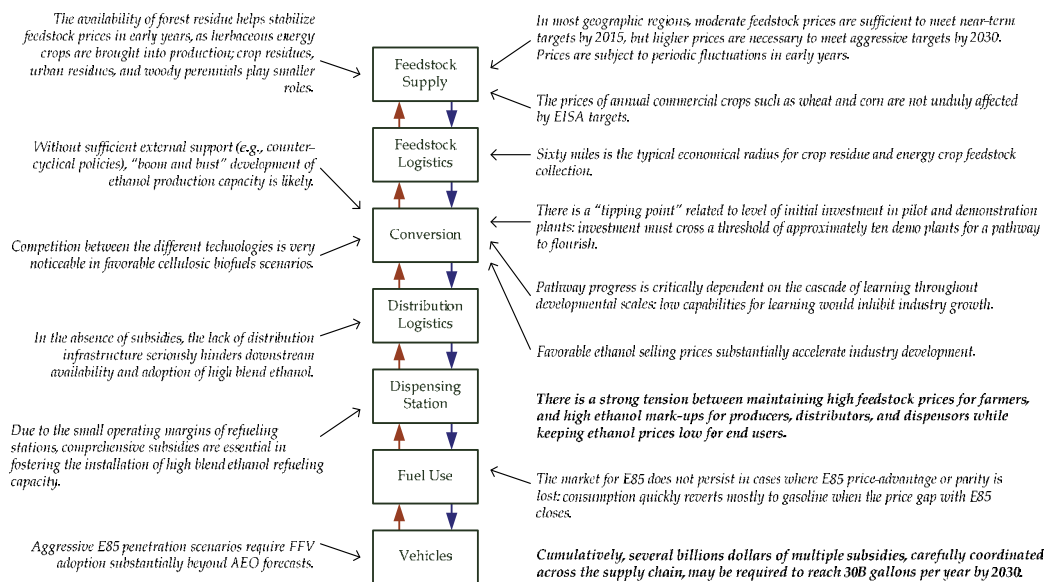 The availability of forest residue helps stabilize
feedstock prices in early years, as herbaceous energy
crops are brought into production; crop residues,
urban residues, and woody perennials play smaller
roles.
In most geographic regions, moderate feedstock prices are sufficient to meet near-term
targets by 2015, but higher prices are necessary to meet aggressive targets by 2030.
Prices are subject to periodic fluctuations in early years.
Feedstock
Supply
The prices of annual commercial crops such as wheat and corn are not unduly affected
by EISA targets.
Without sufficient external support (e.g., counter-
cyclical policies), “boom and bust” development of
ethanol production capacity is likely.
Feedstock
Logistics
Sixty miles is the typical economical radius for crop residue and energy crop feedstock
collection.
There is a “tipping point” related to level of initial investment in pilot and demonstration
plants: investment must cross a threshold of approximately ten demo plants for a pathway
to flourish.
Conversion
Competition between the different technologies is very
noticeable in favorable cellulosic biofuels scenarios.
Pathway progress is critically dependent on the cascade of learning throughout
developmental scales: low capabilities for learning would inhibit industry growth.
Distribution
Logistics
In the absence of subsidies, the lack of distribution
infrastructure seriously hinders downstream
availability and adoption of high blend ethanol.
Favorable ethanol selling prices substantially accelerate industry development.
Dispensing
Station
There is a strong tension between maintaining high feedstock prices for farmers,
and high ethanol mark-ups for producers, distributors, and dispensors while
keeping ethanol prices low for end users.
Due to the small operating margins of refueling
stations, comprehensive subsidies are essential in
fostering the installation of high blend ethanol refueling
capacity.
Fuel Use
The market for E85 does not persist in cases where E85 price-advantage or parity is
lost: consumption quickly reverts mostly to gasoline when the price gap with E85
closes.
Aggressive E85 penetration scenarios require FFV
adoption substantially beyond AEO forecasts.
Vehicles
Cumulatively, several billions dollars of multiple subsidies, carefully coordinated
across the supply chain, may be required to reach 30B gallons per year by 2030.